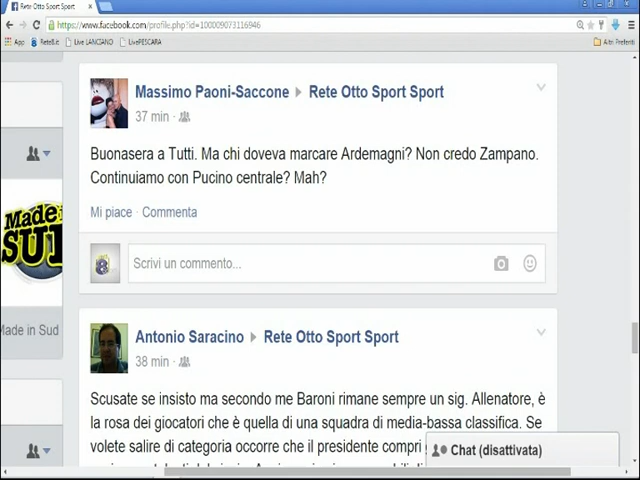 Rete Otto Sport Sport
https://www.facebook.com/profile.php?id=100009073116946
App Rete8.it Live LANCIANO LivePESCARA Altri Preferiti
Massimo Paoni-Saccone Rete Otto Sport Sport
37 min ·
Buonasera a Tutti. Ma chi doveva marcare Ardemagni? Non credo Zampano.
Continuiamo con Pucino centrale? Mah?
Mi piace · Commenta
Scrivi un commento...
Made in
SUD
Made in Sud
Antonio Saracino Rete Otto Sport Sport
38 min ·
Scusate se insisto ma secondo me Baroni rimane sempre un sig. Allenatore, è
la rosa dei giocatori che è quella di una squadra di media-bassa classifica. Se
volete salire di categoria occorre che il presidente compri
Chat (disattivata)